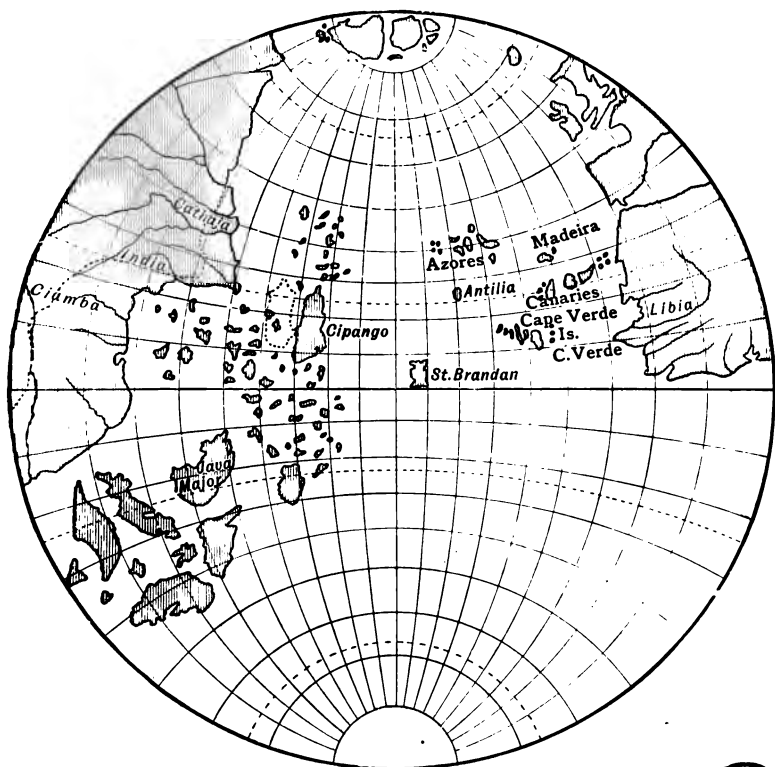 Cathaia
India
Ciamba
Madeira
Azores
Antilia
Canaries
Cape Verde
Is.
C. Verde
Libia
Cipango
St. Brandan
Java
Major